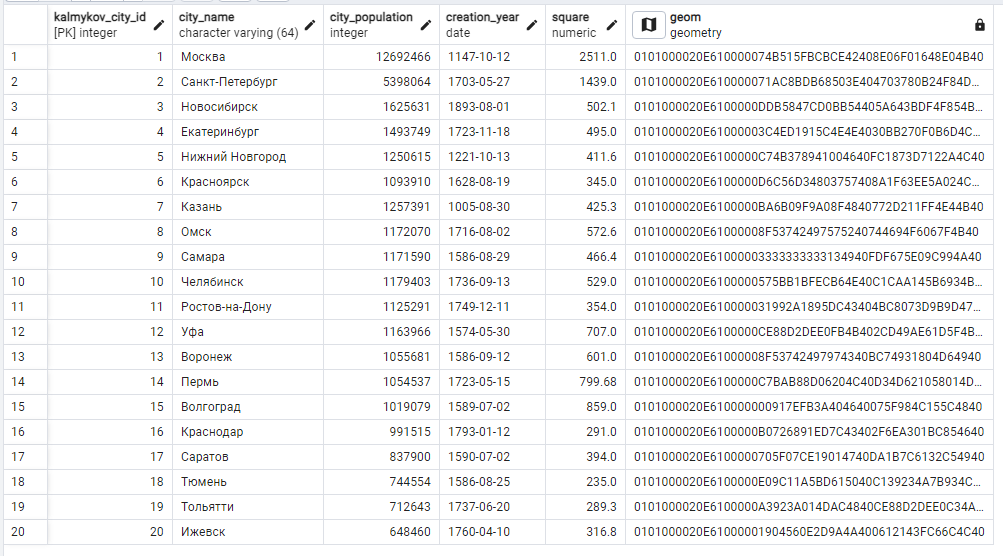 kalmykov_city_id city_name city_population creation_year square geom
[PK] integer character varying (64) integer date numeric geometry
1 1 Москва 12692466 1147-10-12 2511.0 0101000020E610000074B515FBCBCE42408E06F01648E04B40
2 2 Санкт-Петербург 5398064 1703-05-27 1439.0 0101000020E610000071AC8BDB68503E404703780B24F84D...
3 3 Новосибирск 1625631 1893-08-01 502.1 0101000020E6100000DDB5847CD0BB54405A643BDF4F854B...
4 4 Екатеринбург 1493749 1723-11-18 495.0 0101000020E61000003C4ED1915C4E4E4030BB270F0B6D4C...
5 5 Нижний Новгород 1250615 1221-10-13 411.6 0101000020E6100000C74B378941004640FC1873D7122A4C40
6 6 Красноярск 1093910 1628-08-19 345.0 0101000020E6100000D6C56D34803757408A1F63EE5A024C...
7 7 Казань 1257391 1005-08-30 425.3 0101000020E6100000BA6B09F9A08F4840772D211FF4E44B40
8 8 Омск 1172070 1716-08-02 572.6 0101000020E61000008F53742497575240744694F6067F4B40
9 9 Самара 1171590 1586-08-29 466.4 0101000020E61000003333333333134940FDF675E09C994A40
10 10 Челябинск 1179403 1736-09-13 529.0 0101000020E6100000575BB1BFECB64E40C1CAA145B6934B...
11 11 Ростов-на-Дону 1125291 1749-12-11 354.0 0101000020E610000031992A1895DC43404BC8073D9B9D47...
12 12 Уфа 1163966 1574-05-30 707.0 0101000020E6100000CE88D2DEE0FB4B402CD49AE61D5F4B...
13 13 Воронеж 1055681 1586-09-12 601.0 0101000020E61000008F53742497974340BC74931804D64940
14 14 Пермь 1054537 1723-05-15 799.68 0101000020E6100000C7BAB88D06204C40D34D621058014D...
15 15 Волгоград 1019079 1589-07-02 859.0 0101000020E61000000917EFB3A404640075F984C155C4840
16 16 Краснодар 991515 1793-01-12 291.0 0101000020E6100000B0726891ED7C43402F6EA301BC854640
17 17 Саратов 837900 1590-07-02 394.0 0101000020E6100000705F07CE19014740DA1B7C6132C54940
18 18 Тюмень 744554 1586-08-25 235.0 0101000020E6100000E09C11A5BD615040C139234A7B934C...
19 19 Тольятти 712643 1737-06-20 289.3 0101000020E6100000A3923A014DAC4840CE88D2DEE0C34A...
20 20 Ижевск 648460 1760-04-10 316.8 0101000020E61000001904560E2D9A4A400612143FC66C4C40